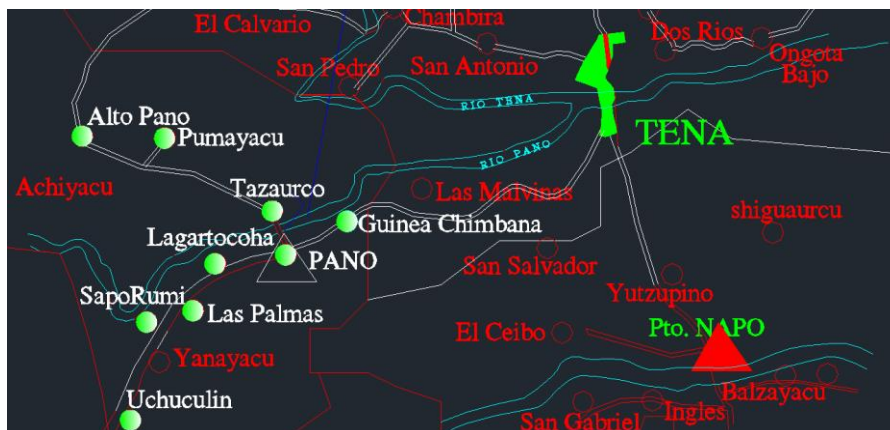 El Calvario
Chambira
Dos Rios
San Pedro
San Antonio
Ongota
Bajo
RIO TENA
Alto Pano
Pumayacu
TENA
RIO PANO
Achiyacu
Tazaurco
Las Malvinas
Guinea Chimbana
shiguaurcu
Lagartococha
PANO
San Salvador
Yutzupino
SapoRumi
Las Palmas
El Ceibo
Pto. NAPO
Yanayacu
Uchuculin
San Gabriel
Ingles
Balzayacu